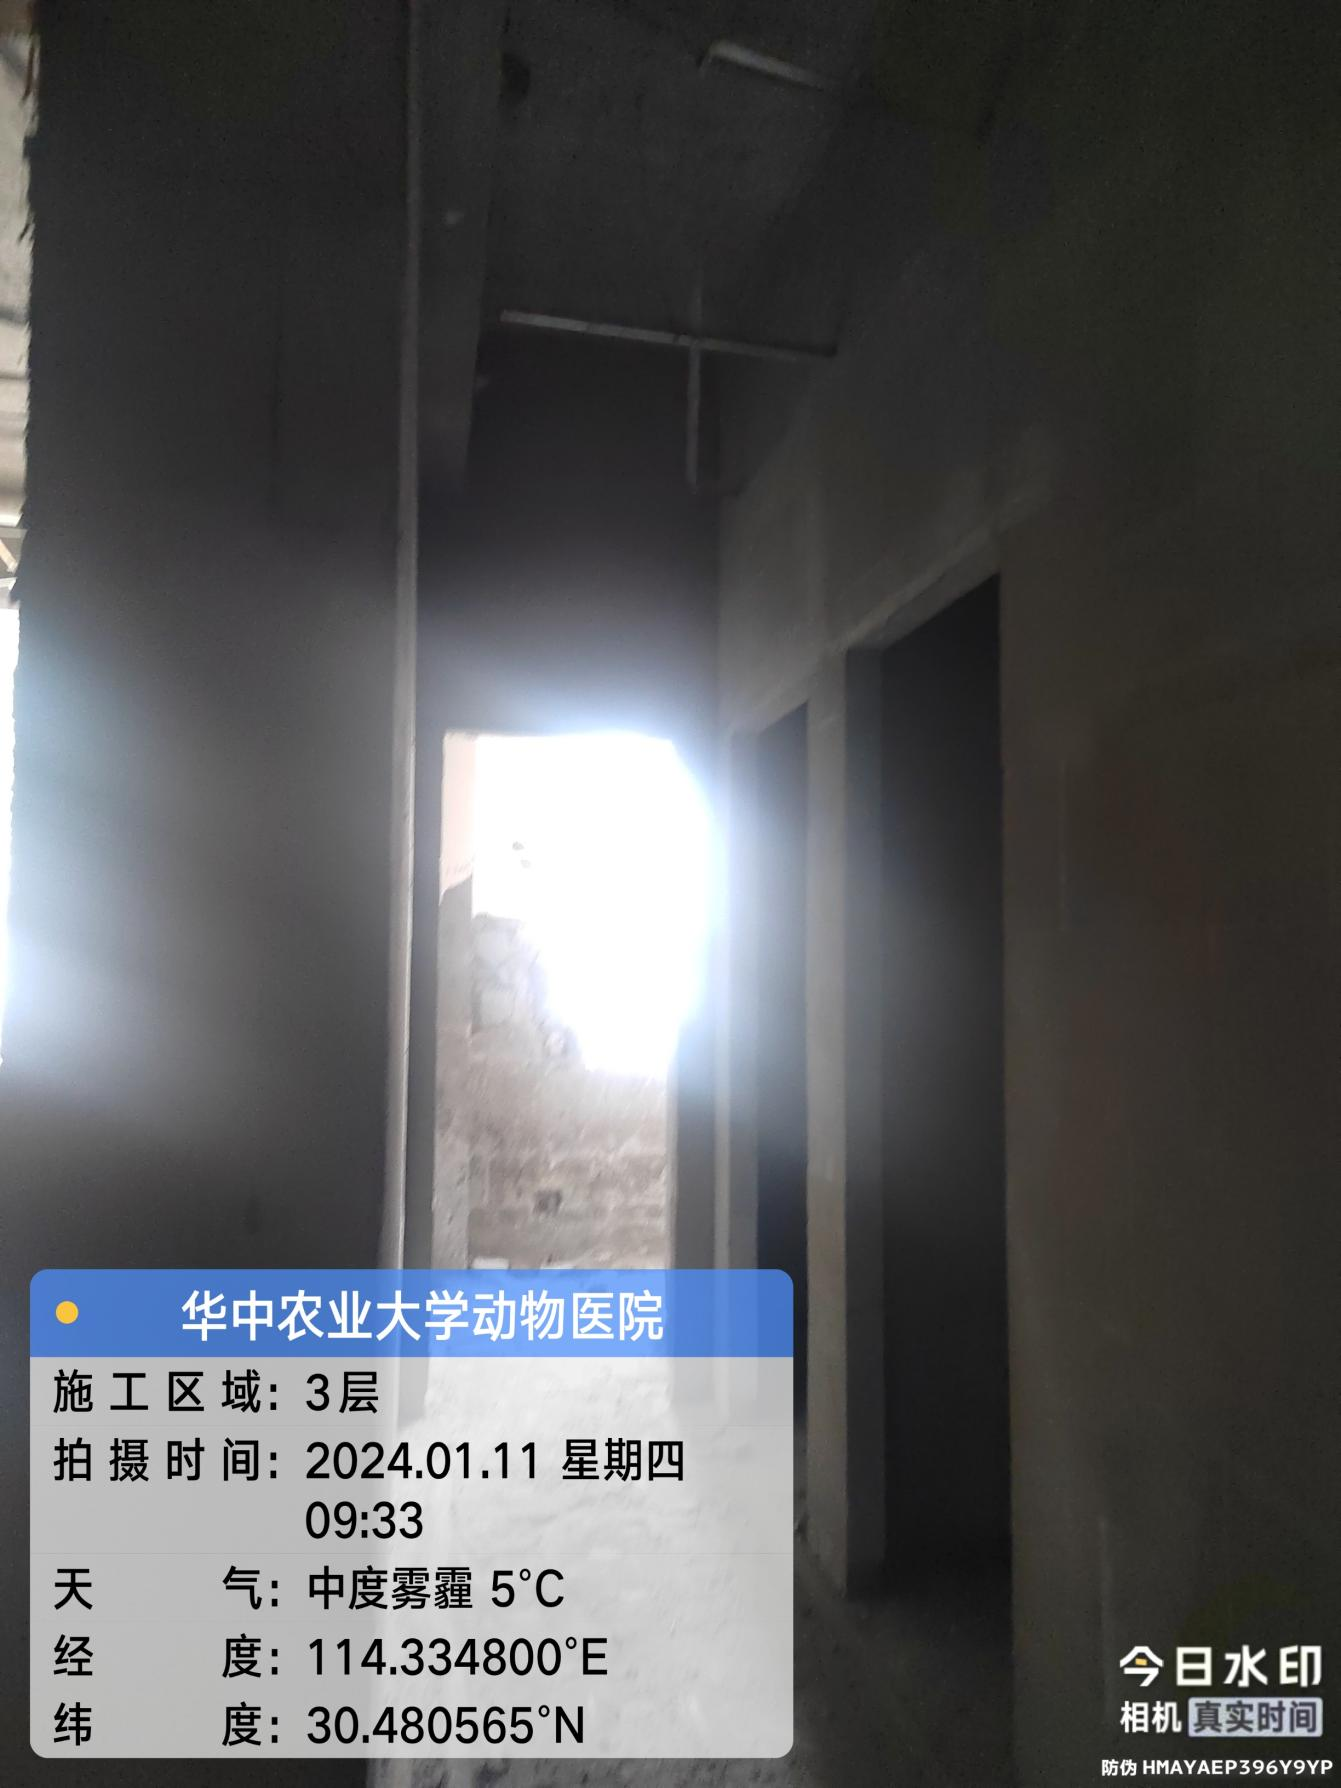 华中农业大学动物医院
施工区域：3层
拍摄时间：2024.01.11 星期四
09:33
天气：中度雾霾 5°C
经度：114.334800°E
纬度：30.480565°N
今日水印
相机 真实时间
防伪 HMAYAEP396Y9YP